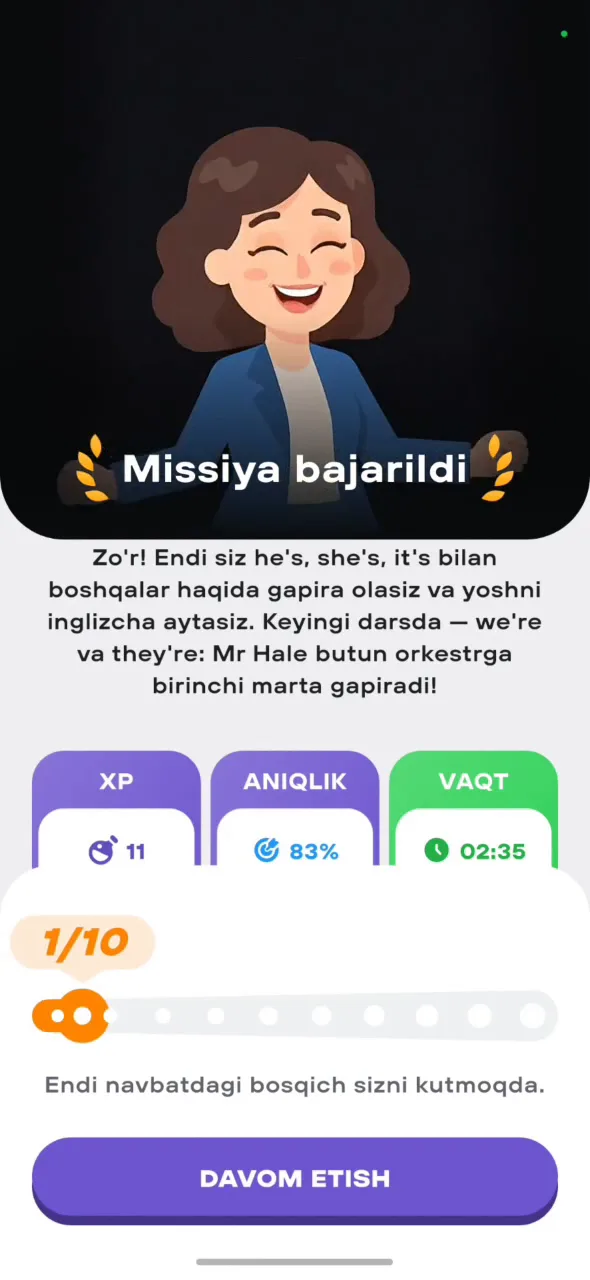 Missiya bajarildi
Zo'r! Endi siz he's, she's, it's bilan
boshqalar haqida gapira olasiz va yoshni
inglizcha aytasiz. Keyingi darsda — we're
va they're: Mr Hale butun orkestrga
birinchi marta gapiradi!
XP
ANIQLIK
VAQT
11
83%
02:35
1/10
Endi navbatdagi bosqich sizni kutmoqda.
DAVOM ETISH